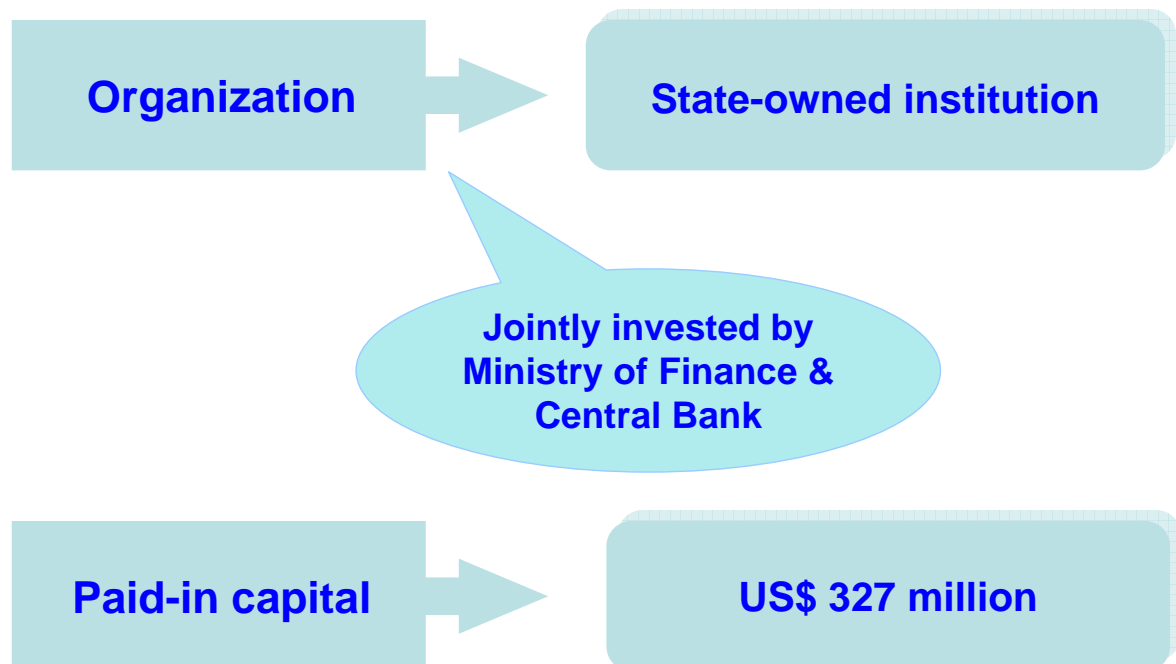 Organization
State-owned institution
Jointly invested by
Ministry of Finance &
Central Bank
Paid-in capital
US$ 327 million